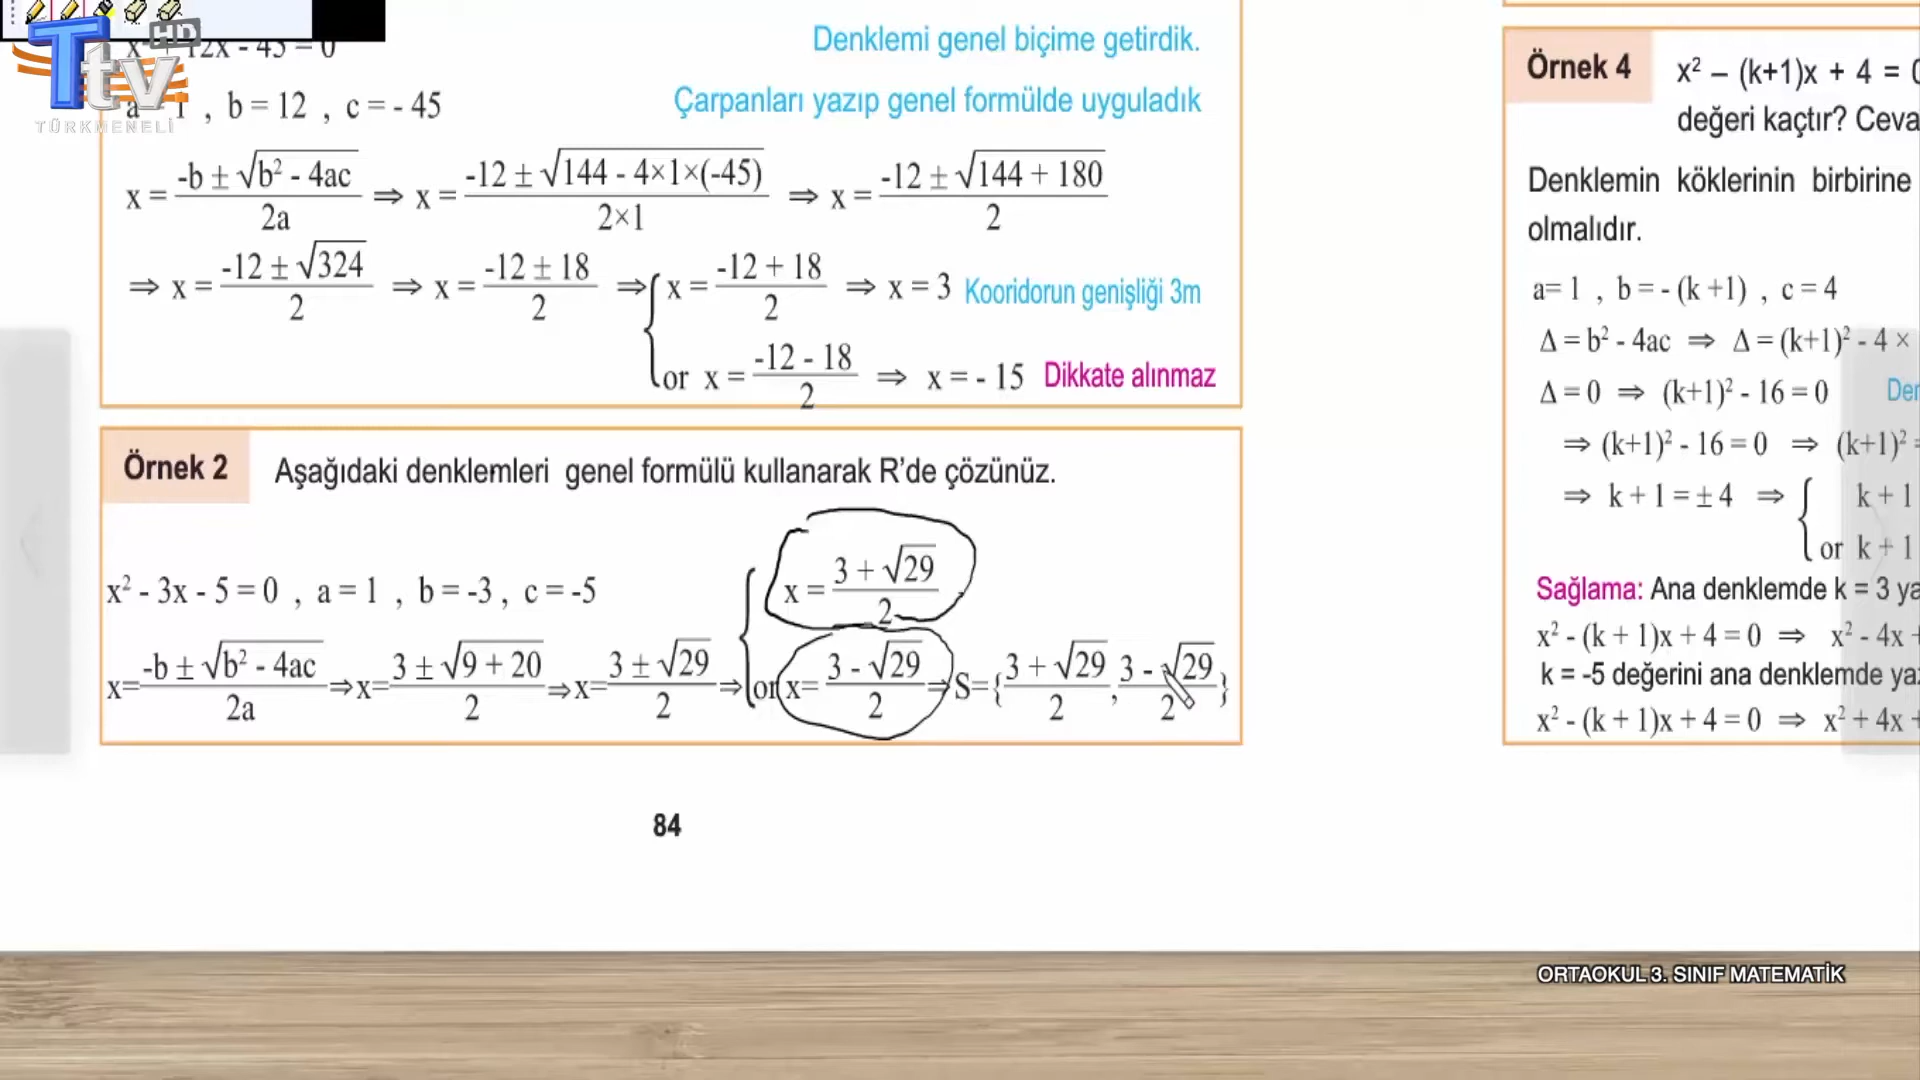 HD
Ttv
TÜRKMENELİ
12x - 45 = 0
Denklemi genel biçime getirdik.
a = 1 , b = 12 , c = - 45
Çarpanları yazıp genel formülde uyguladık
x = (-b ± √(b² - 4ac))/(2a) ⇒ x = (-12 ± √(144 - 4×1×(-45)))/(2×1) ⇒ x = (-12 ± √(144 + 180))/2
⇒ x = (-12 ± √324)/2 ⇒ x = (-12 ± 18)/2 ⇒ { x = (-12 + 18)/2 ⇒ x = 3 Kooridorun genişliği 3m
or x = (-12 - 18)/2 ⇒ x = - 15 Dikkate alınmaz
Örnek 2 Aşağıdaki denklemleri genel formülü kullanarak R’de çözünüz.
x² - 3x - 5 = 0 , a = 1 , b = -3 , c = -5 { x = (3 + √29)/2
x= (-b ± √(b² - 4ac))/(2a) ⇒x= (3 ± √(9 + 20))/2 ⇒x= (3 ± √29)/2 ⇒ or x= (3 - √29)/2 ⇒ S={ (3 + √29)/2 , (3 - √29)/2 }
84
Örnek 4 x² – (k+1)x + 4 =
değeri kaçtır?
Denklemin köklerinin birbirine
olmalıdır.
a= 1 , b = - (k +1) , c = 4
Δ = b² - 4ac ⇒ Δ = (k+1)² - 4 ×
Δ = 0 ⇒ (k+1)² - 16 = 0
⇒ (k+1)² - 16 = 0 ⇒ (k+1)² =
⇒ k + 1 = ± 4 ⇒ { k + 1
or k + 1
Sağlama: Ana denklemde k = 3
x² - (k + 1)x + 4 = 0 ⇒ x² - 4x +
k = -5 değerini ana denklemde
x² - (k + 1)x + 4 = 0 ⇒ x² + 4x +
ORTAOKUL 3. SINIF MATEMATİK